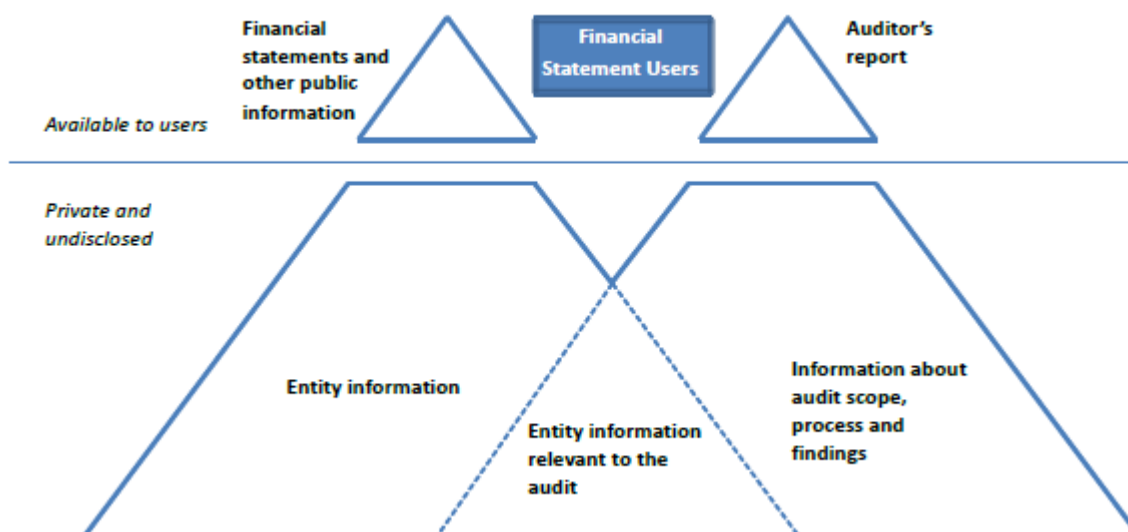 Financial
statements and
other public
information
Financial
Statement Users
Auditor's
report
Available to users
Private and
undisclosed
Entity information
Entity information
relevant to the
audit
Information about
audit scope,
process and
findings